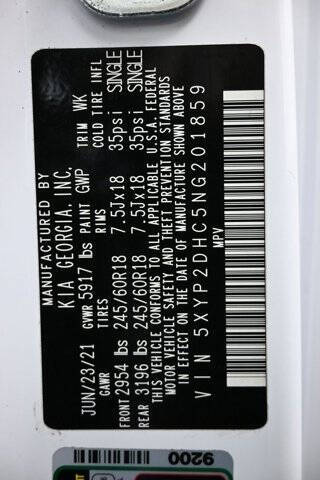 MANUFACTURED BY
KIA GEORGIA, INC.
JUN/23/21 GVWR 5917 lbs PAINT GWP TRIM WK
GAWR TIRES RIMS COLD TIRE INFL
FRONT 2954 lbs 245/60R18 7.5Jx18 35psi SINGLE
REAR 3196 lbs 245/60R18 7.5Jx18 35psi SINGLE
THIS VEHICLE CONFORMS TO ALL APPLICABLE U.S.A. FEDERAL
MOTOR VEHICLE SAFETY AND THEFT PREVENTION STANDARDS
IN EFFECT ON THE DATE OF MANUFACTURE SHOWN ABOVE
VIN 5XYP2DHC5NG201859
MPV
9200